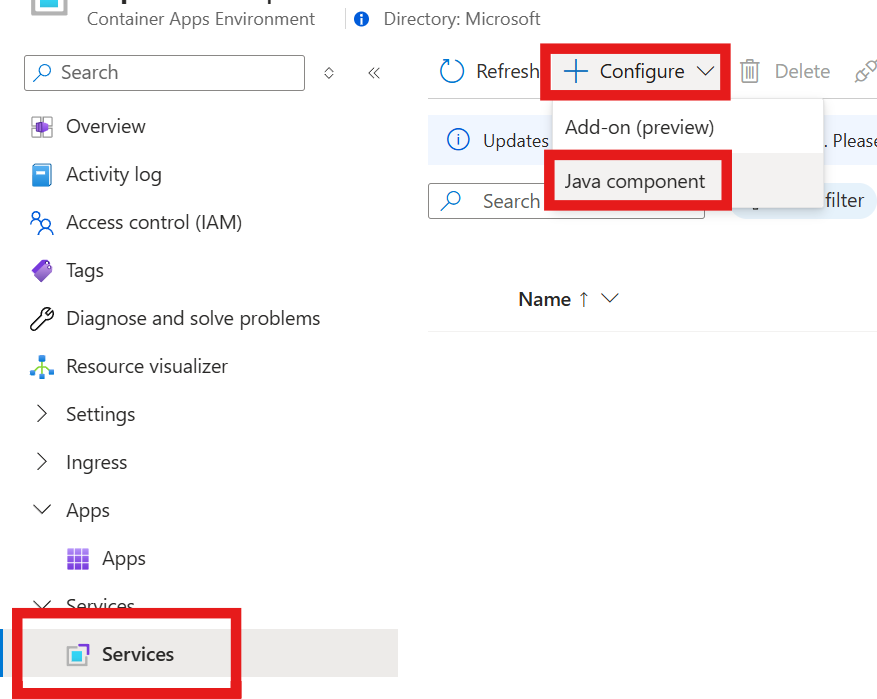 Container Apps Environment
Directory: Microsoft
Search
Overview
Activity log
Access control (IAM)
Tags
Diagnose and solve problems
Resource visualizer
Settings
Ingress
Apps
Apps
Services
Services
Refresh
Configure
Delete
Add-on (preview)
Java component
Updates
. Please
Search
filter
Name ↑